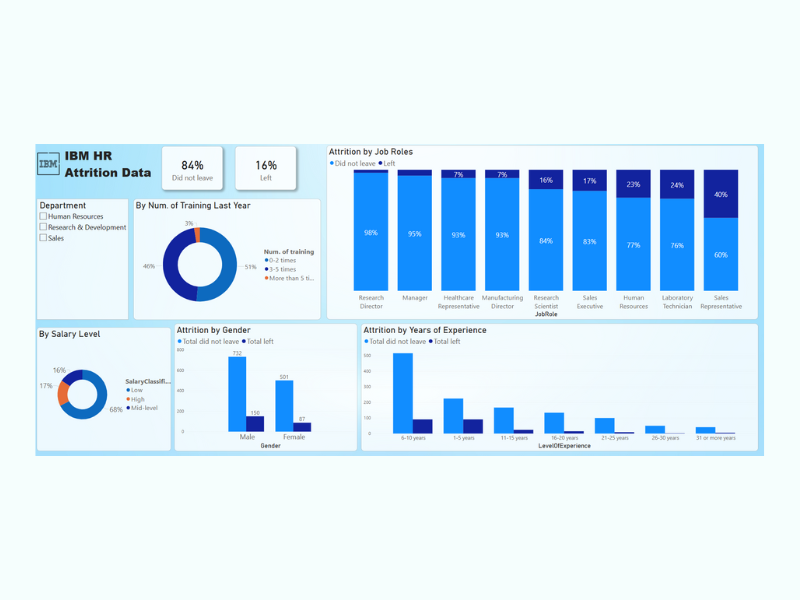 IBM
IBM HR
Attrition Data
84%
Did not leave
16%
Left
Department
Human Resources
Research & Development
Sales
By Num. of Training Last Year
3%
46%
51%
Num. of training
0-2 times
3-5 times
More than 5 ti...
Attrition by Job Roles
Did not leave Left
7% 7% 16% 17% 23% 24% 40%
98% 95% 93% 93% 84% 83% 77% 76% 60%
Research Manager Healthcare Manufacturing Research Sales Human Laboratory Sales
Director Representative Director Scientist Executive Resources Technician Representative
JobRole
By Salary Level
16%
17%
68%
SalaryClassifi...
Low
High
Mid-level
Attrition by Gender
Total did not leave Total left
800
600
400
200
0
732
150
501
87
Male Female
Gender
Attrition by Years of Experience
Total did not leave Total left
500
400
300
200
100
0
6-10 years 1-5 years 11-15 years 16-20 years 21-25 years 26-30 years 31 or more years
LevelOfExperience